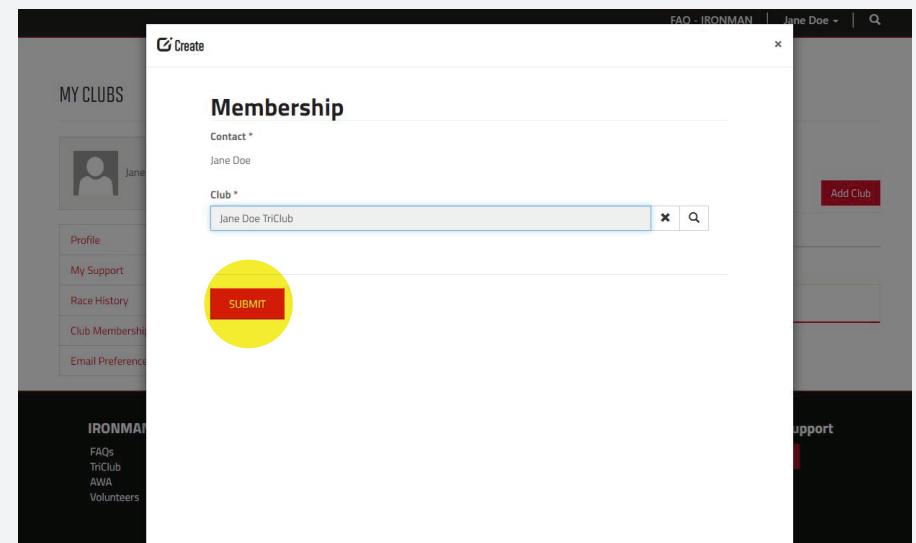 FAQ - IRONMAN Jane Doe
Create ×
MY CLUBS
Membership
Contact *
Jane Doe
Jane
Club *
Jane Doe TriClub
Add Club
Profile
My Support
Race History
SUBMIT
Club Membership
Email Preference
IRONMAN
upport
FAQs
TriClub
AWA
Volunteers